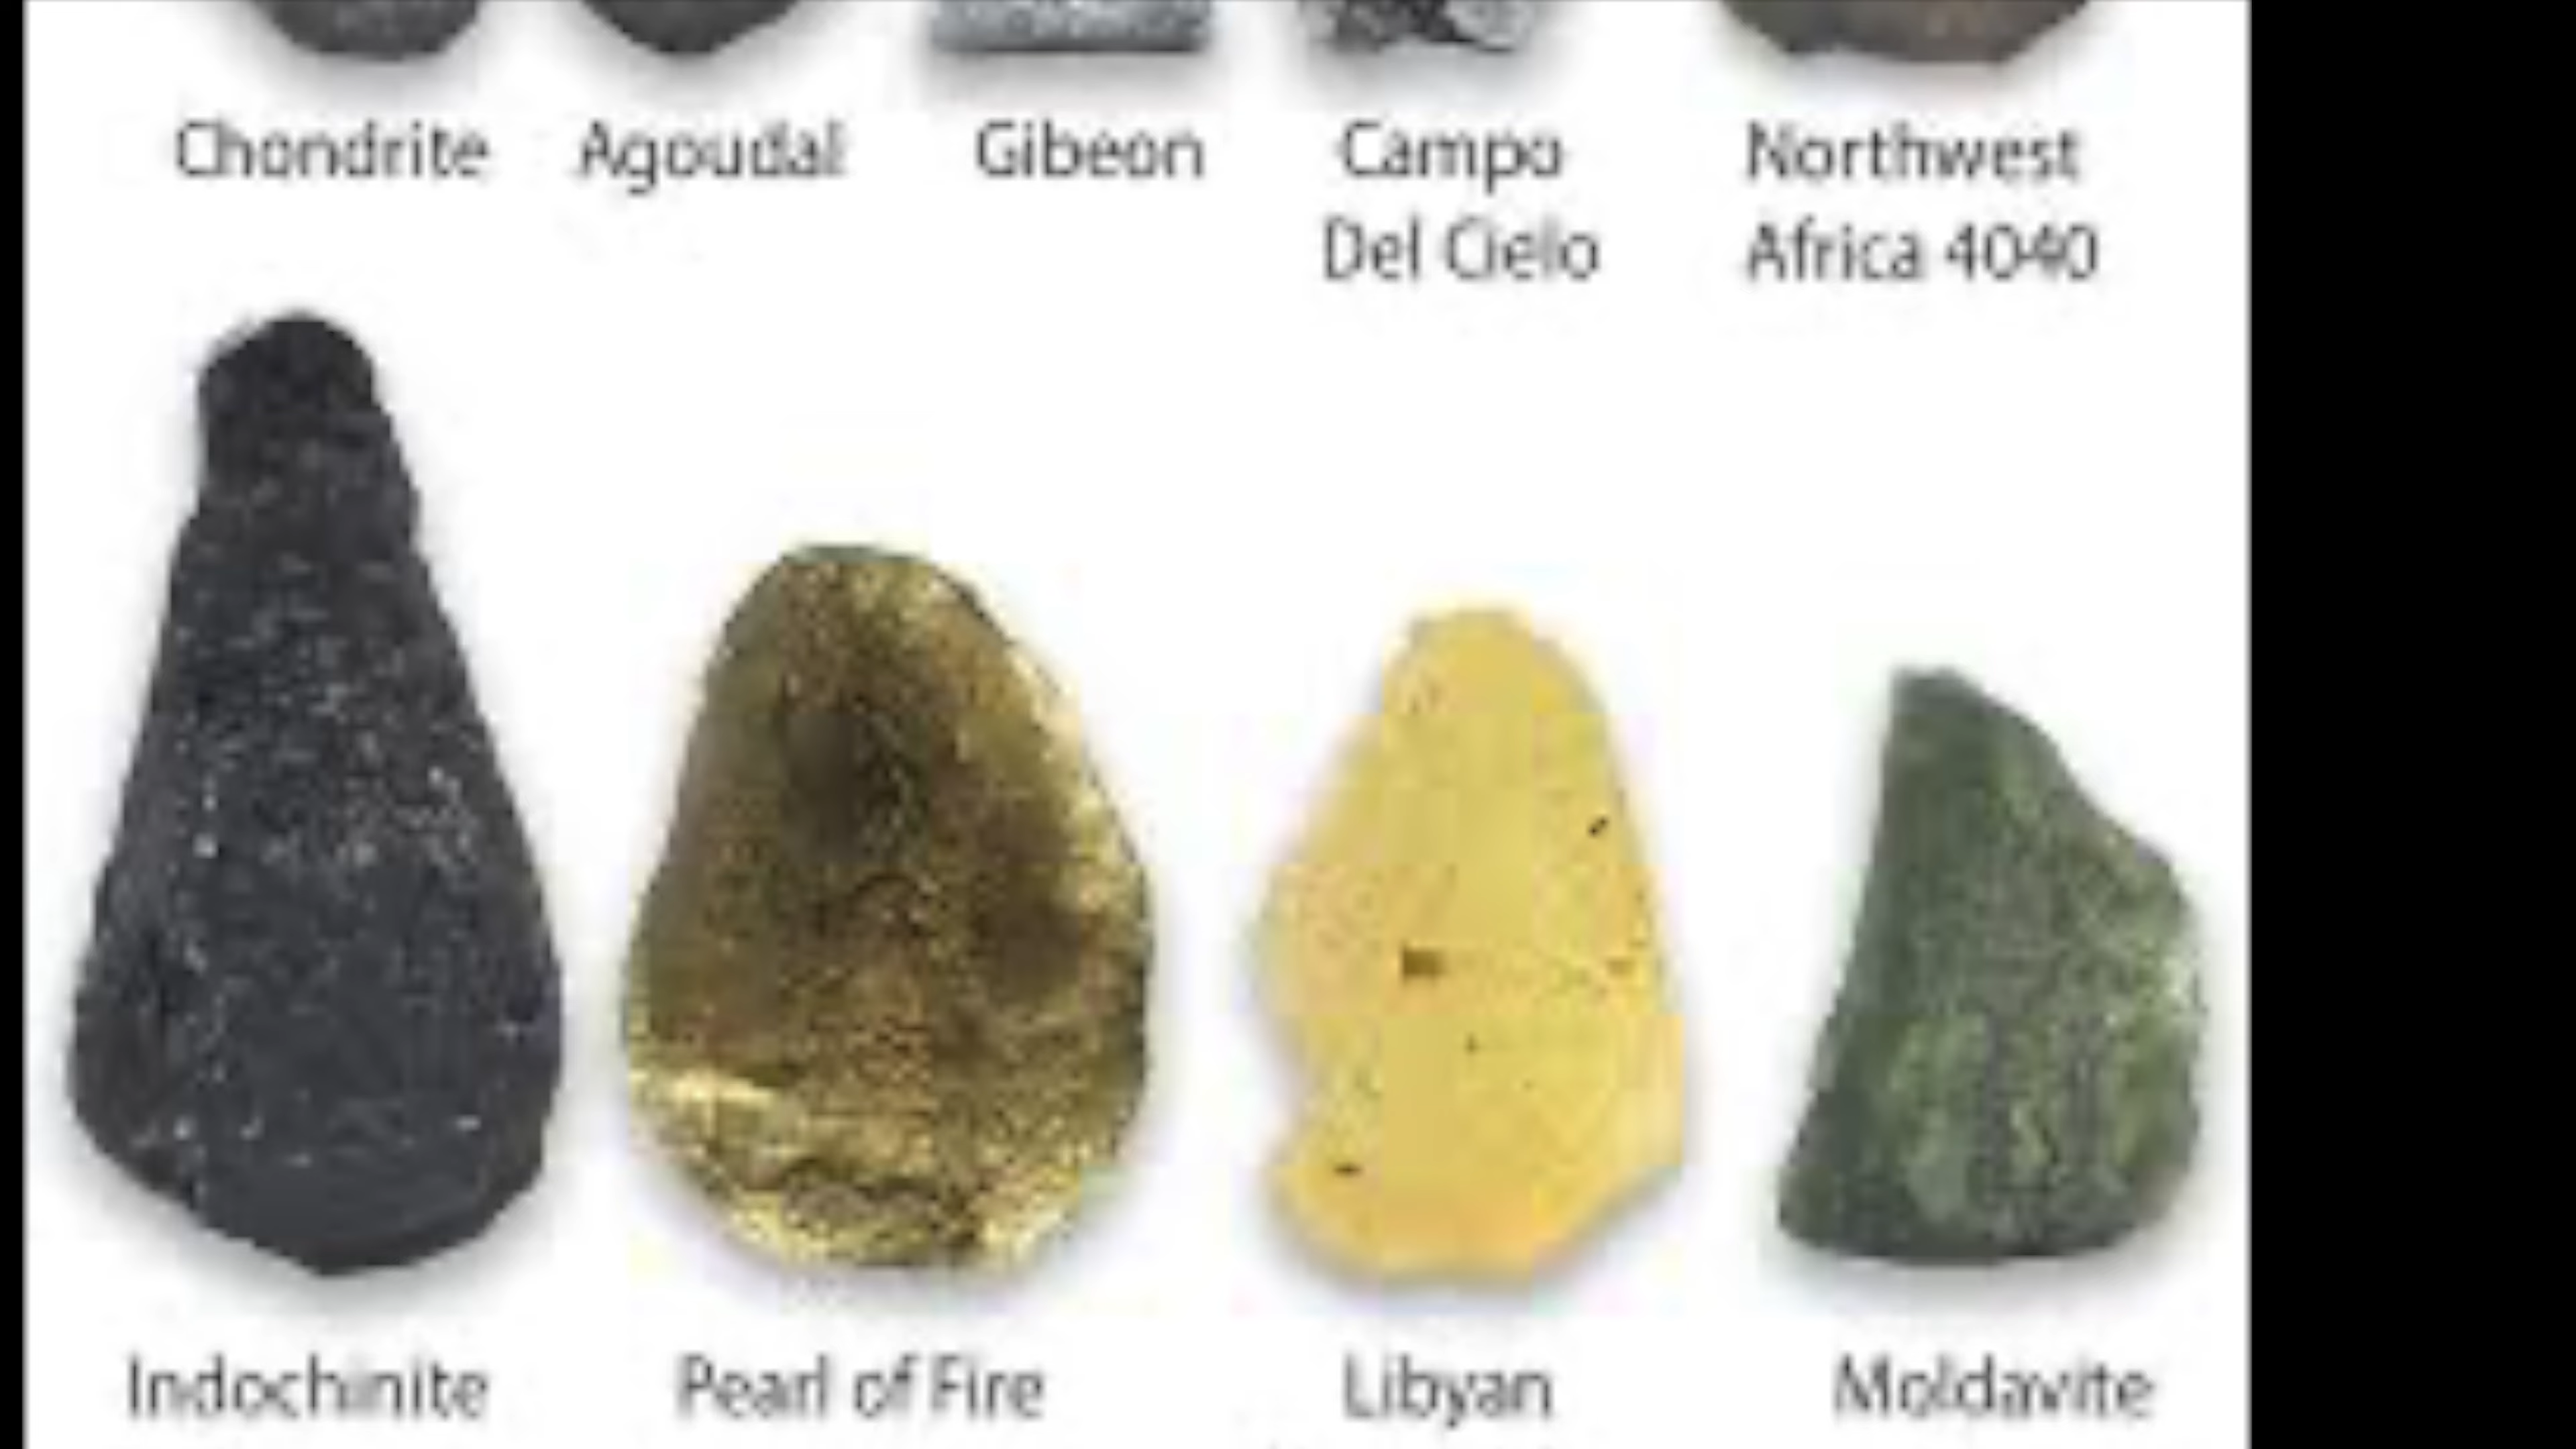 Chondrite Agoudal Gibeon Campo Northwest
Del Cielo Africa 4040
Indochinite Pearl of Fire Libyan Moldavite